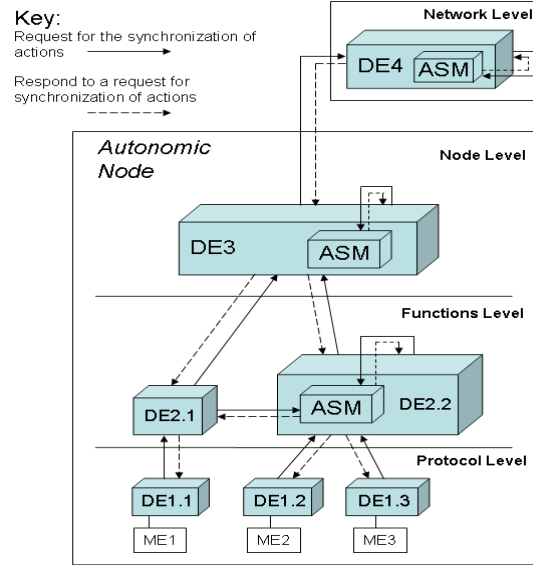 Key:
Request for the synchronization of
actions
Respond to a request for
synchronization of actions
Network Level
DE4
ASM
Autonomic
Node
Node Level
DE3
ASM
Functions Level
DE2.1
ASM
DE2.2
Protocol Level
DE1.1
DE1.2
DE1.3
ME1
ME2
ME3